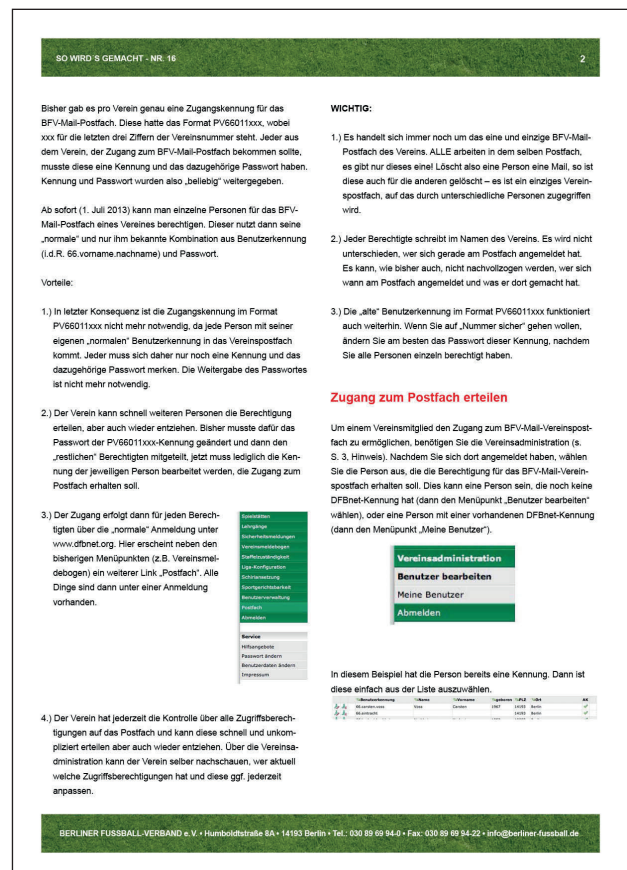 SO WIRD`S GEMACHT - NR. 16
2
Bisher gab es pro Verein genau eine Zugangskennung für das
BFV-Mail-Postfach. Diese hatte das Format PV66011xxx, wobei
xxx für die letzten drei Ziffern der Vereinsnummer steht. Jeder aus
dem Verein, der Zugang zum BFV-Mail-Postfach bekommen sollte,
musste diese eine Kennung und das dazugehörige Passwort haben.
Kennung und Passwort wurden also „beliebig" weitergegeben.
Ab sofort (1. Juli 2013) kann man einzelne Personen für das BFV-
Mail-Postfach eines Vereines berechtigen. Dieser nutzt dann seine
„normale" und nur ihm bekannte Kombination aus Benutzerkennung
(i.d.R. 66.vorname.nachname) und Passwort.
Vorteile:
1.) In letzter Konsequenz ist die Zugangskennung im Format
PV66011xxx nicht mehr notwendig, da jede Person mit seiner
eigenen „normalen" Benutzerkennung in das Vereinspostfach
kommt. Jeder muss sich daher nur noch eine Kennung und das
dazugehörige Passwort merken. Die Weitergabe des Passwortes
ist nicht mehr notwendig.
2.) Der Verein kann schnell weiteren Personen die Berechtigung
erteilen, aber auch wieder entziehen. Bisher musste dafür das
Passwort der PV66011xxx-Kennung geändert und dann den
„restlichen" Berechtigten mitgeteilt, jetzt muss lediglich die Ken-
nung der jeweiligen Person bearbeitet werden, die Zugang zum
Postfach erhalten soll.
3.) Der Zugang erfolgt dann für jeden Berech-
tigten über die „normale" Anmeldung unter
www.dfbnet.org. Hier erscheint neben den
bisherigen Menüpunkten (z.B. Vereinsmel-
debogen) ein weiterer Link „Postfach". Alle
Dinge sind dann unter einer Anmeldung
vorhanden.
Spielstätten
Lehrgänge
Sicherheitsmeldungen
Vereinsmeldebogen
Staffelzuständigkeit
Liga-Konfiguration
Schiriansetzung
Sportgerichtsbarkeit
Benutzerverwaltung
Postfach
Abmelden
Service
Hilfsangebote
Passwort ändern
Benutzerdaten ändern
Impressum
4.) Der Verein hat jederzeit die Kontrolle über alle Zugriffsberech-
tigungen auf das Postfach und kann diese schnell und unkom-
pliziert erteilen aber auch wieder entziehen. Über die Vereinsa-
dministration kann der Verein selber nachschauen, wer aktuell
welche Zugriffsberechtigungen hat und diese ggf. jederzeit
anpassen.
WICHTIG:
1.) Es handelt sich immer noch um das eine und einzige BFV-Mail-
Postfach des Vereins. ALLE arbeiten in dem selben Postfach,
es gibt nur dieses eine! Löscht also eine Person eine Mail, so ist
diese auch für die anderen gelöscht – es ist ein einziges Verein-
spostfach, auf das durch unterschiedliche Personen zugegriffen
wird.
2.) Jeder Berechtigte schreibt im Namen des Vereins. Es wird nicht
unterschieden, wer sich gerade am Postfach angemeldet hat.
Es kann, wie bisher auch, nicht nachvollzogen werden, wer sich
wann am Postfach angemeldet und was er dort gemacht hat.
3.) Die „alte" Benutzerkennung im Format PV66011xxx funktioniert
auch weiterhin. Wenn Sie auf „Nummer sicher" gehen wollen,
ändern Sie am besten das Passwort dieser Kennung, nachdem
Sie alle Personen einzeln berechtigt haben.
Zugang zum Postfach erteilen
Um einem Vereinsmitglied den Zugang zum BFV-Mail-Vereinspost-
fach zu ermöglichen, benötigen Sie die Vereinsadministration (s.
S. 3, Hinweis). Nachdem Sie sich dort angemeldet haben, wählen
Sie die Person aus, die die Berechtigung für das BFV-Mail-Verein-
spostfach erhalten soll. Dies kann eine Person sein, die noch keine
DFBnet-Kennung hat (dann den Menüpunkt „Benutzer bearbeiten"
wählen), oder eine Person mit einer vorhandenen DFBnet-Kennung
(dann den Menüpunkt „Meine Benutzer").
Vereinsadministration
Benutzer bearbeiten
Meine Benutzer
Abmelden
In diesem Beispiel hat die Person bereits eine Kennung. Dann ist
diese einfach aus der Liste auszuwählen.
Benutzerkennung Name Vorname geboren PLZ Ort
1967 14193 Berlin
14193 Berlin
BERLINER FUSSBALL-VERBAND e.V. • Humboldtstraße 8A • 14193 Berlin • Tel.: 030 89 69 94-0 • Fax: 030 89 69 94-22 • info@berliner-fussball.de